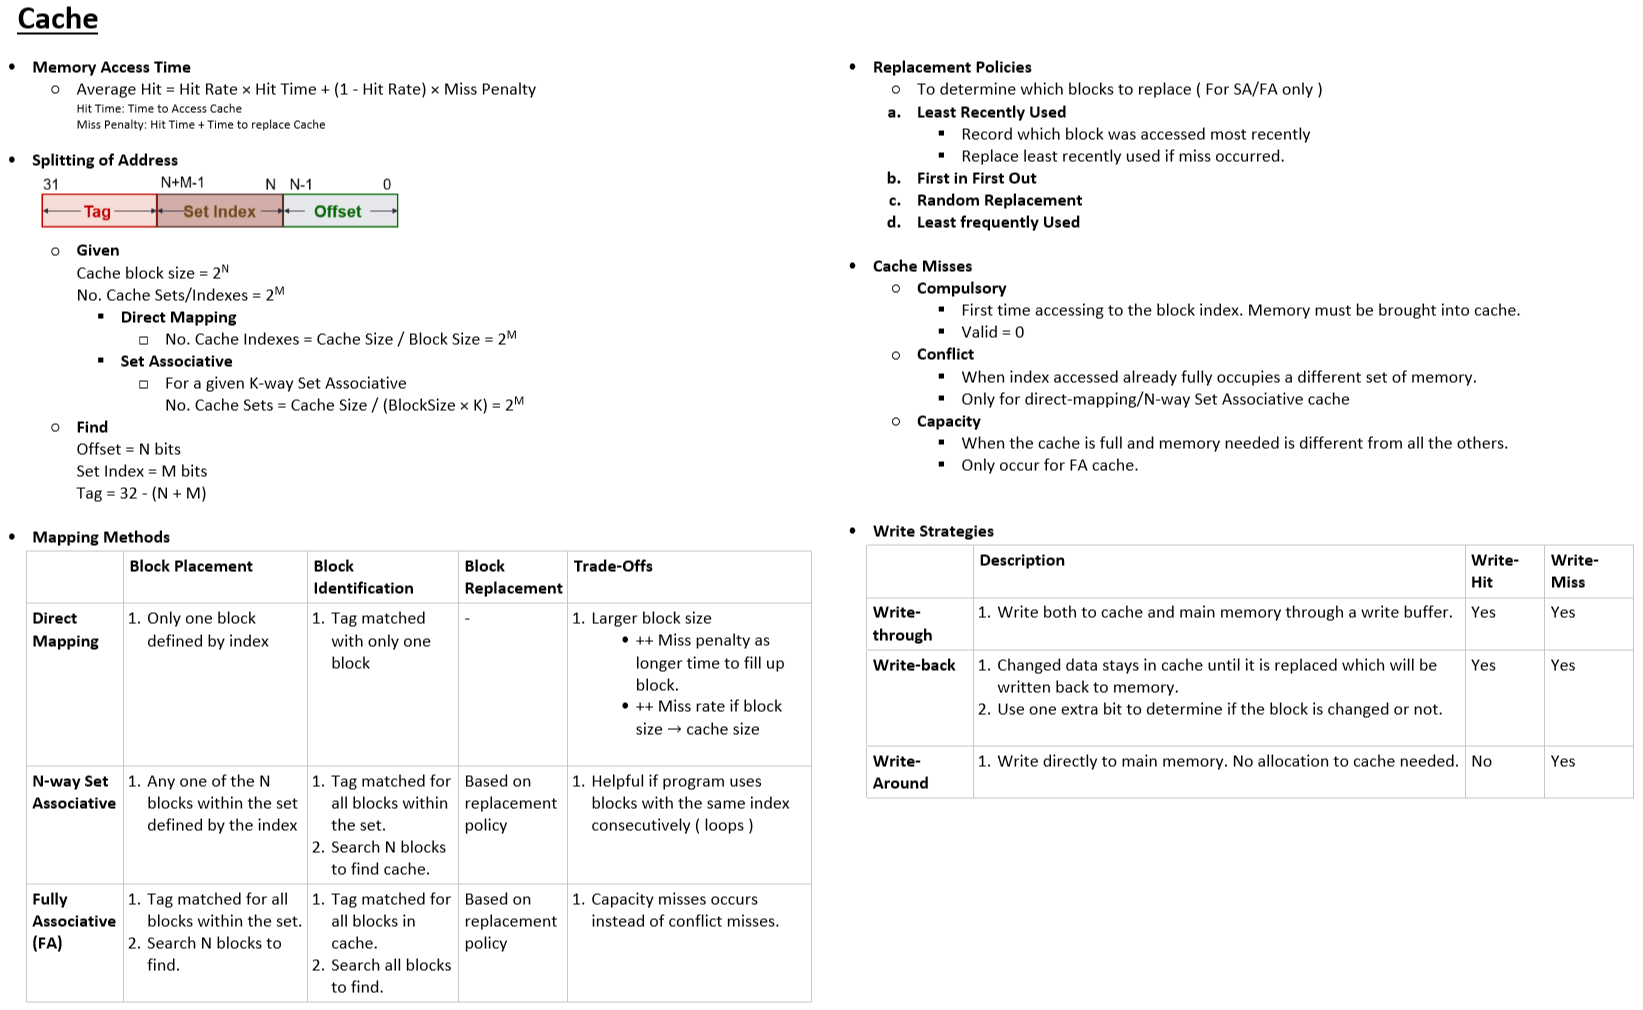 Cache
• Memory Access Time
○ Average Hit = Hit Rate × Hit Time + (1 - Hit Rate) × Miss Penalty
Hit Time: Time to Access Cache
Miss Penalty: Hit Time + Time to replace Cache
• Splitting of Address
31 N+M-1 N N-1 0
Tag Set Index Offset
○ Given
Cache block size = 2^N
No. Cache Sets/Indexes = 2^M
▪ Direct Mapping
□ No. Cache Indexes = Cache Size / Block Size = 2^M
▪ Set Associative
□ For a given K-way Set Associative
No. Cache Sets = Cache Size / (BlockSize × K) = 2^M
○ Find
Offset = N bits
Set Index = M bits
Tag = 32 - (N + M)
• Mapping Methods
Block Placement
Block
Identification
Block
Replacement
Trade-Offs
Direct
Mapping
1. Only one block
defined by index
1. Tag matched
with only one
block
-
1. Larger block size
• ++ Miss penalty as
longer time to fill up
block.
• ++ Miss rate if block
size → cache size
N-way Set
Associative
1. Any one of the N
blocks within the set
defined by the index
1. Tag matched for
all blocks within
the set.
2. Search N blocks
to find cache.
Based on
replacement
policy
1. Helpful if program uses
blocks with the same index
consecutively ( loops )
Fully
Associative
(FA)
1. Tag matched for all
blocks within the set.
2. Search N blocks to
find.
1. Tag matched for
all blocks in
cache.
2. Search all blocks
to find.
Based on
replacement
policy
1. Capacity misses occurs
instead of conflict misses.
• Replacement Policies
○ To determine which blocks to replace ( For SA/FA only )
a. Least Recently Used
▪ Record which block was accessed most recently
▪ Replace least recently used if miss occurred.
b. First in First Out
c. Random Replacement
d. Least frequently Used
• Cache Misses
○ Compulsory
▪ First time accessing to the block index. Memory must be brought into cache.
▪ Valid = 0
○ Conflict
▪ When index accessed already fully occupies a different set of memory.
▪ Only for direct-mapping/N-way Set Associative cache
○ Capacity
▪ When the cache is full and memory needed is different from all the others.
▪ Only occur for FA cache.
• Write Strategies
Description
Write-
Hit
Write-
Miss
Write-
through
1. Write both to cache and main memory through a write buffer.
Yes
Yes
Write-back
1. Changed data stays in cache until it is replaced which will be
written back to memory.
2. Use one extra bit to determine if the block is changed or not.
Yes
Yes
Write-
Around
1. Write directly to main memory. No allocation to cache needed.
No
Yes